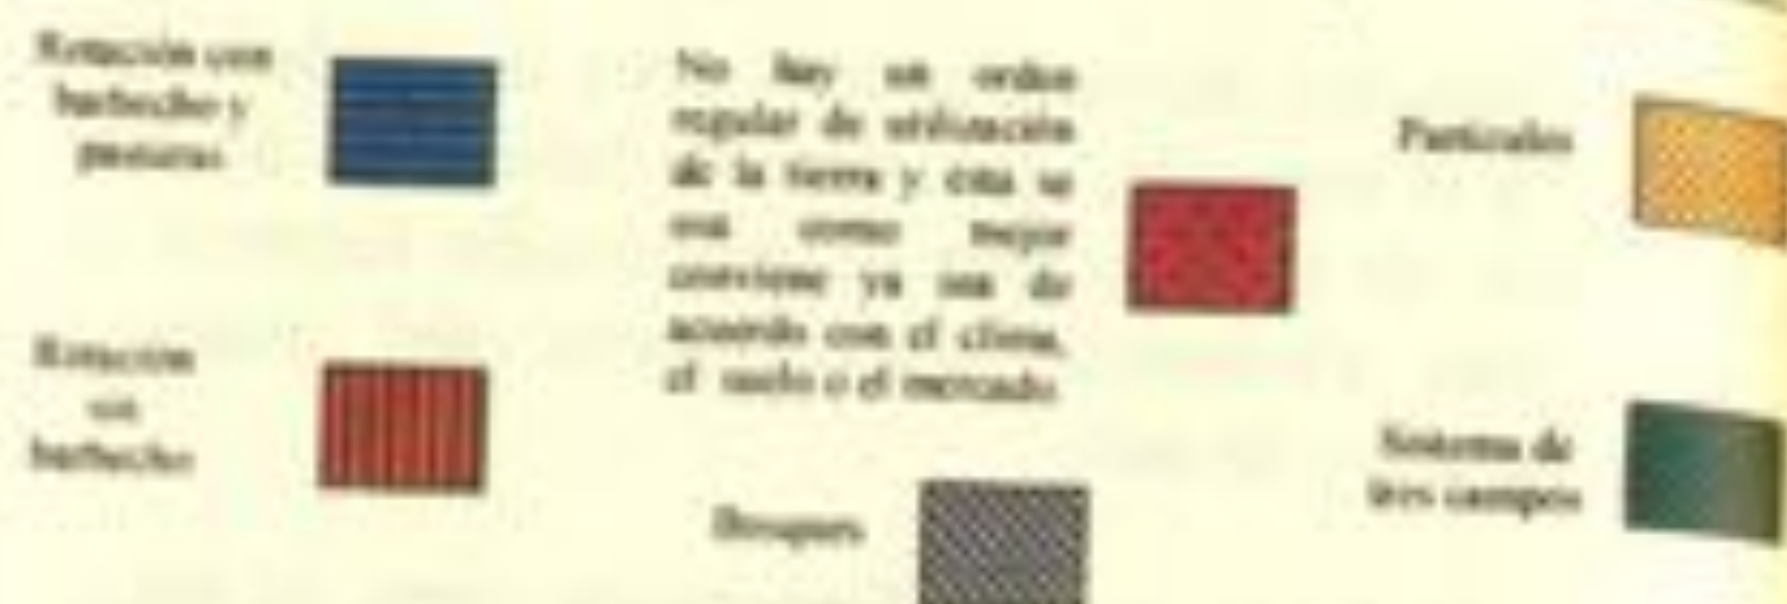 Rotación con
barbecho y
pasturas
Rotación
sin
barbecho
No hay un orden
regular de utilización
de la tierra y ésta se
usa como mejor
conviene ya sea de
acuerdo con el clima,
el suelo o el mercado
Bosques
Particulares
Sistema de
tres campos